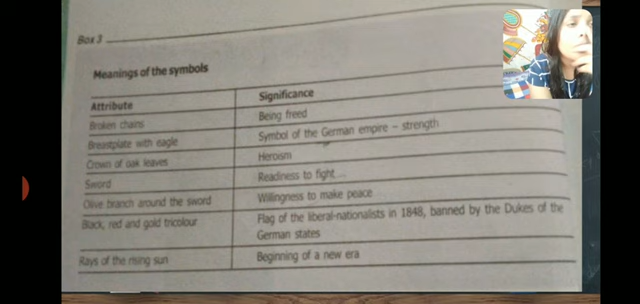 Box 3
Meanings of the symbols
Attribute Significance
Broken chains Being freed
Breastplate with eagle Symbol of the German empire – strength
Crown of oak leaves Heroism
Sword Readiness to fight
Olive branch around the sword Willingness to make peace
Black, red and gold tricolour Flag of the liberal-nationalists in 1848, banned by the Dukes of the
German states
Rays of the rising sun Beginning of a new era